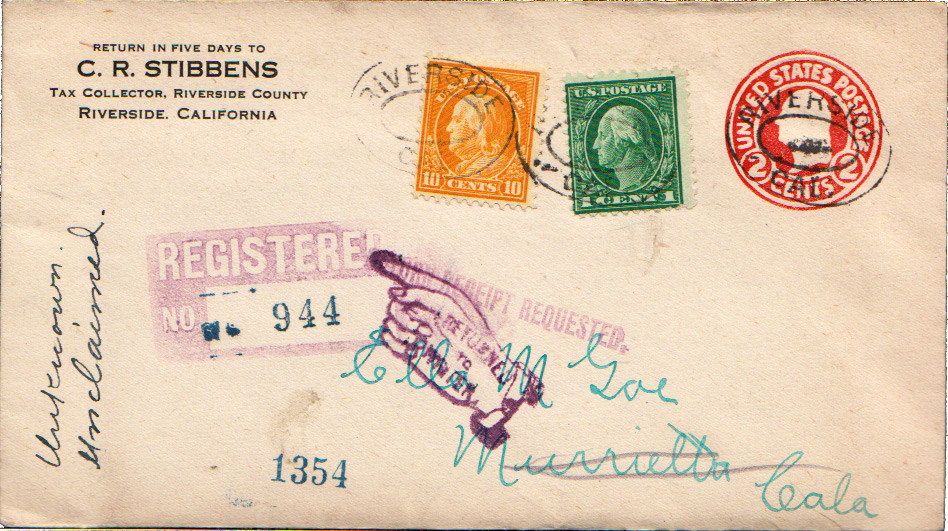 RETURN IN FIVE DAYS TO
C. R. STIBBENS
TAX COLLECTOR, RIVERSIDE COUNTY
RIVERSIDE, CALIFORNIA
RIVERSIDE
U.S. POSTAGE
10 CENTS 10
U.S. POSTAGE
1 CENT 1
UNITED STATES POSTAGE
2 CENTS 2
RIVERSIDE
CAL.
Unknown
Unclaimed.
REGISTERED
NO 944
RETURN RECEIPT REQUESTED.
RETURNED
TO
Ella M Goe
Murrietta
Cala
1354